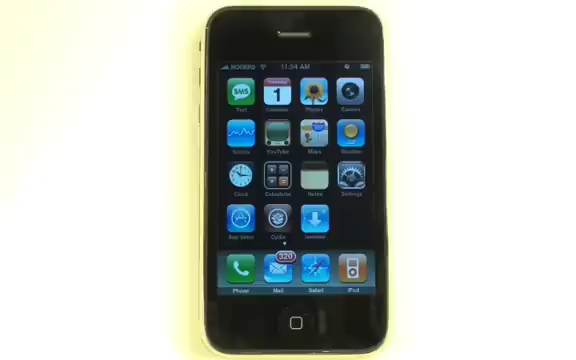 ROGERS 11:34 AM
SMS 1
Text Calendar Photos Camera
Stocks YouTube Maps Weather
Clock Calculator Notes Settings
App Store Cydia
320
Phone Mail Safari iPod